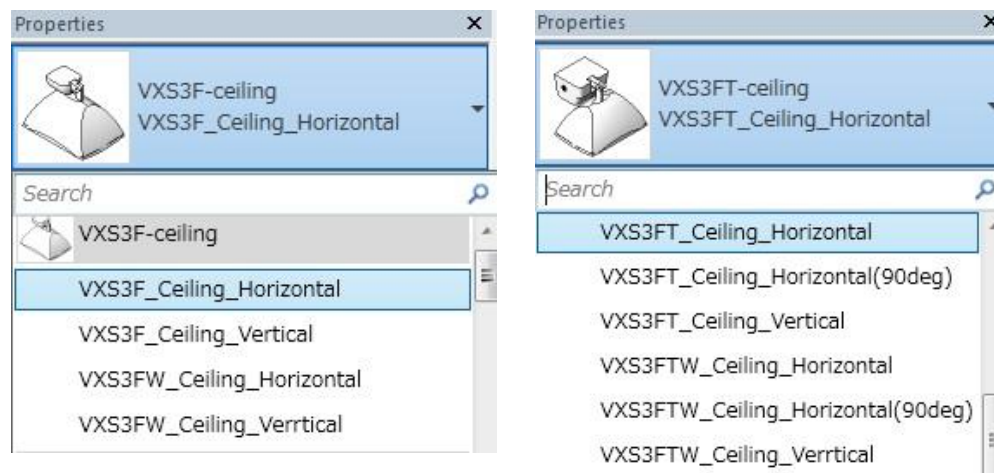 Properties
VXS3F-ceiling
VXS3F_Ceiling_Horizontal
Search
VXS3F-ceiling
VXS3F_Ceiling_Horizontal
VXS3F_Ceiling_Vertical
VXS3FW_Ceiling_Horizontal
VXS3FW_Ceiling_Verrtical
Properties
VXS3FT-ceiling
VXS3FT_Ceiling_Horizontal
Search
VXS3FT_Ceiling_Horizontal
VXS3FT_Ceiling_Horizontal(90deg)
VXS3FT_Ceiling_Vertical
VXS3FTW_Ceiling_Horizontal
VXS3FTW_Ceiling_Horizontal(90deg)
VXS3FTW_Ceiling_Verrtical